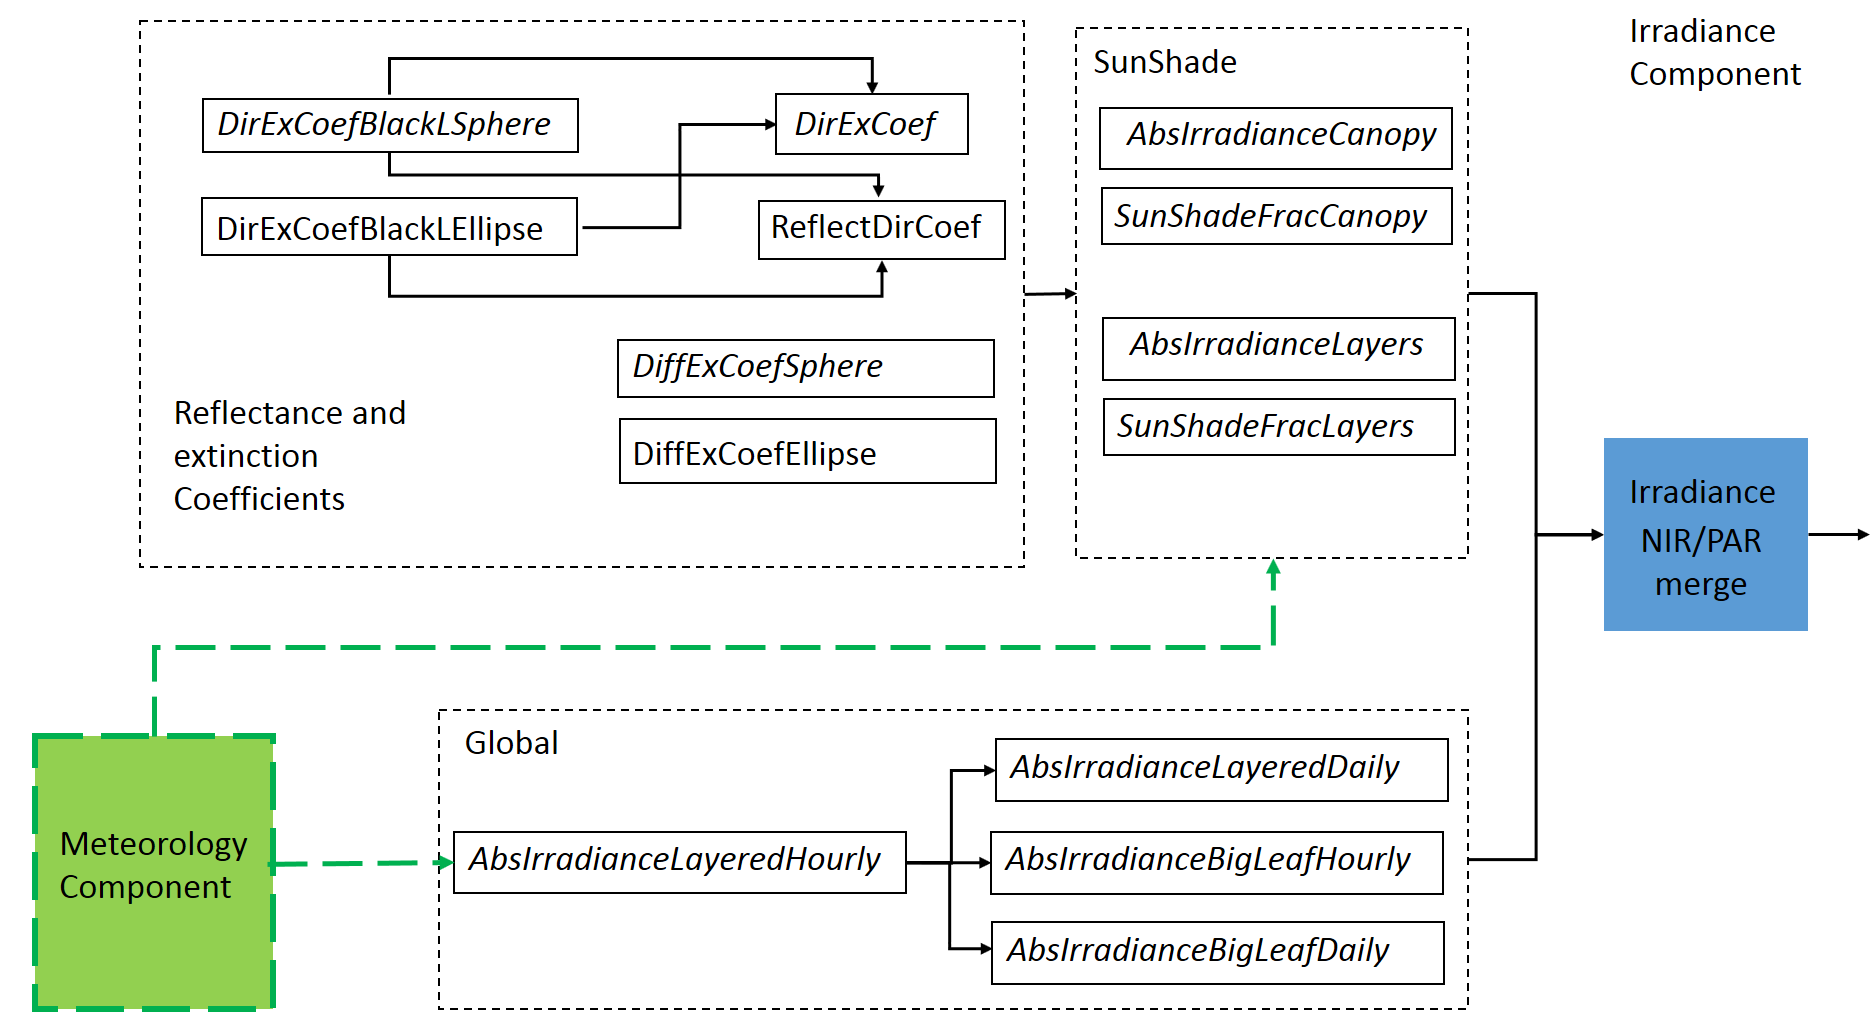 Irradiance
Component
SunShade
DirExCoefBlackLSphere
DirExCoef
AbsIrradianceCanopy
DirExCoefBlackLEllipse
ReflectDirCoef
SunShadeFracCanopy
DiffExCoefSphere
AbsIrradianceLayers
Reflectance and
extinction
Coefficients
DiffExCoefEllipse
SunShadeFracLayers
Irradiance
NIR/PAR
merge
Global
Meteorology
Component
AbsIrradianceLayeredHourly
AbsIrradianceLayeredDaily
AbsIrradianceBigLeafHourly
AbsIrradianceBigLeafDaily